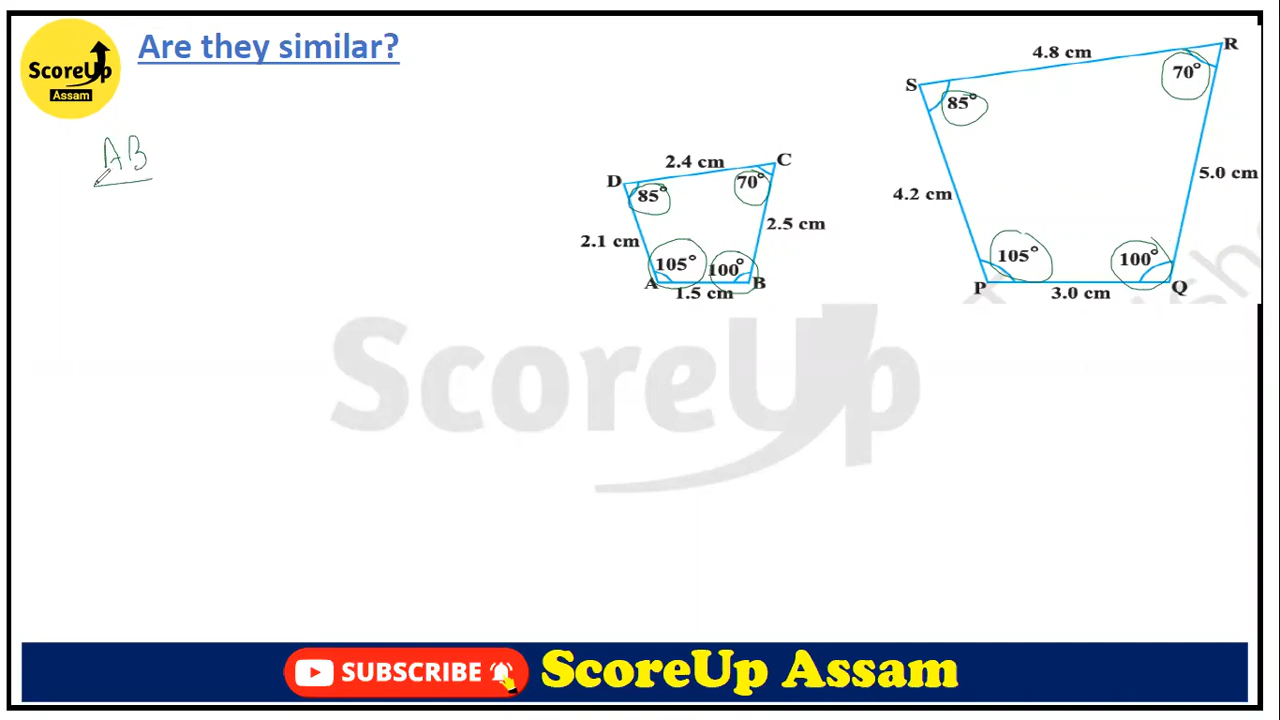 ScoreUp
Assam
Are they similar?
AB
D
2.4 cm
C
85°
70°
2.1 cm
2.5 cm
105°
100°
A
1.5 cm
B
S
4.8 cm
R
85°
70°
4.2 cm
5.0 cm
105°
100°
P
3.0 cm
Q
ScoreUp
SUBSCRIBE
ScoreUp Assam